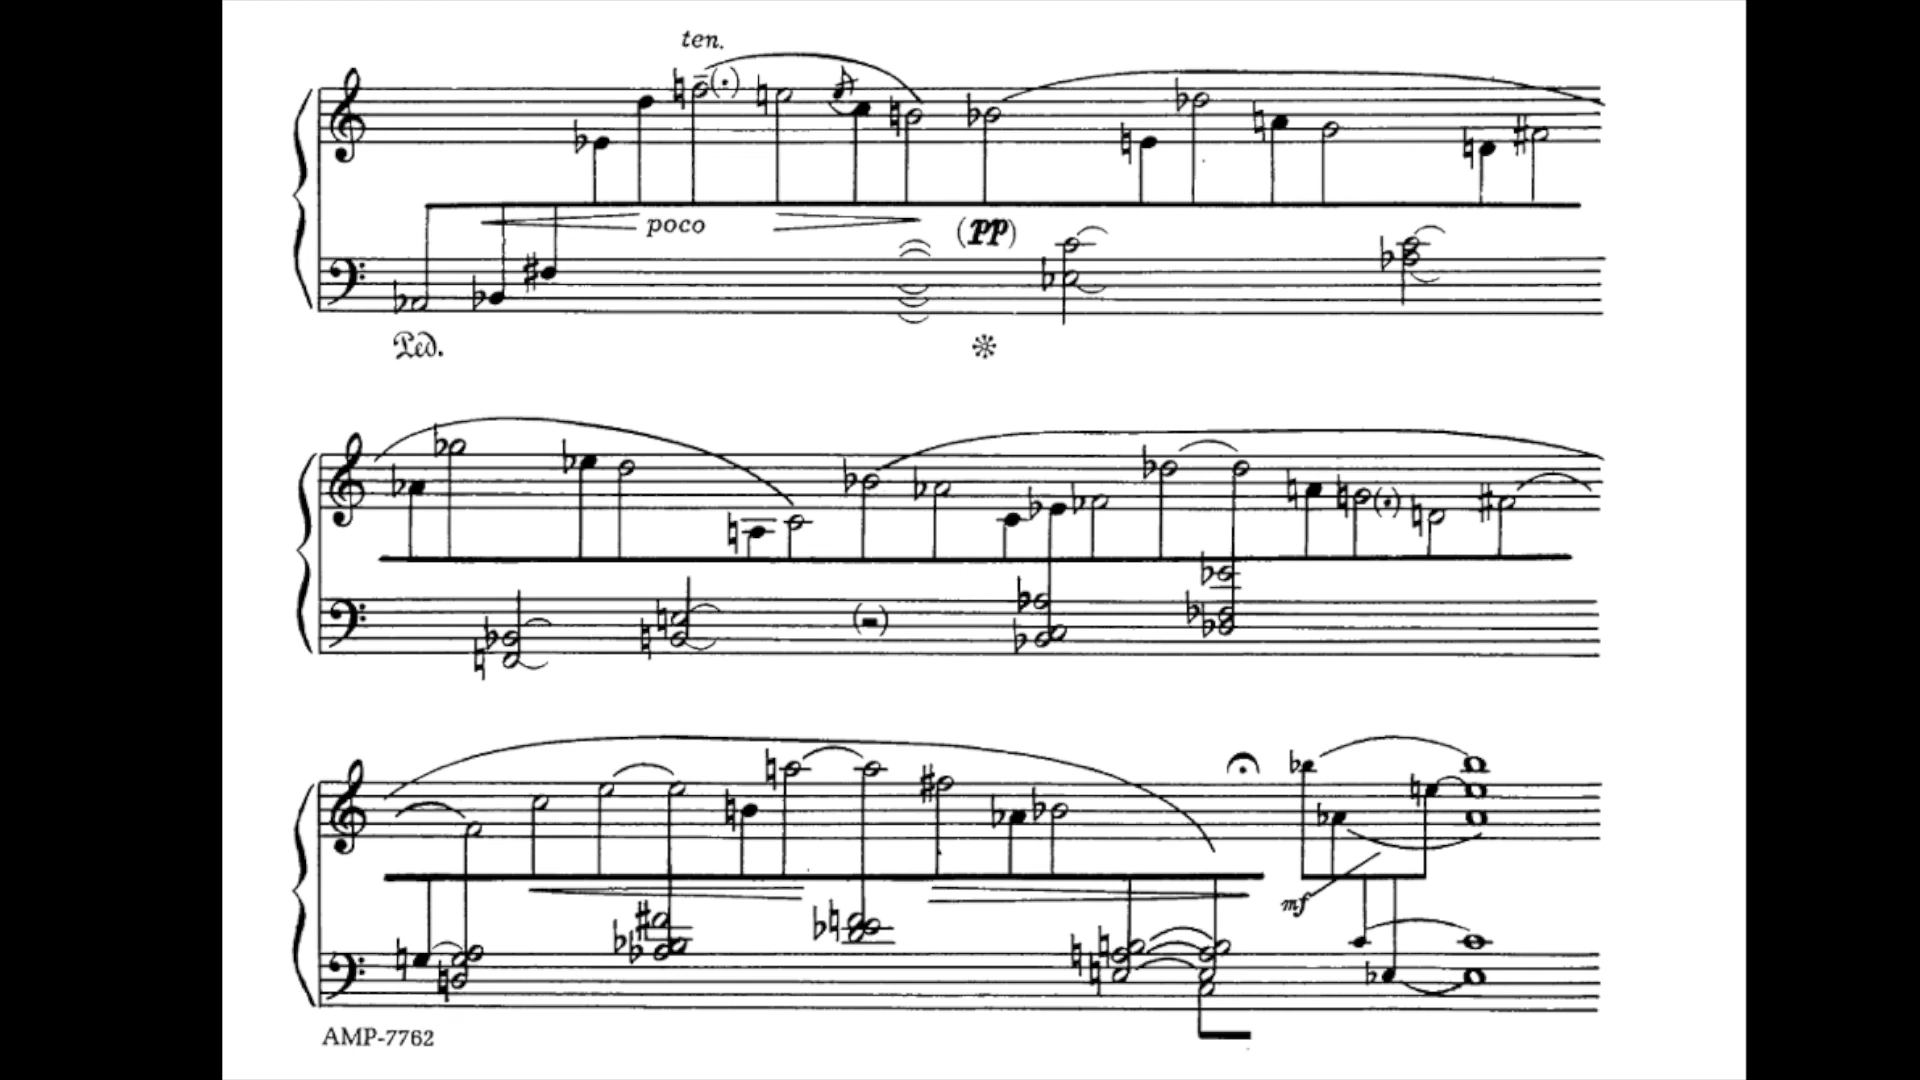 ten.
poco
(pp)
Ped.
mf
AMP-7762